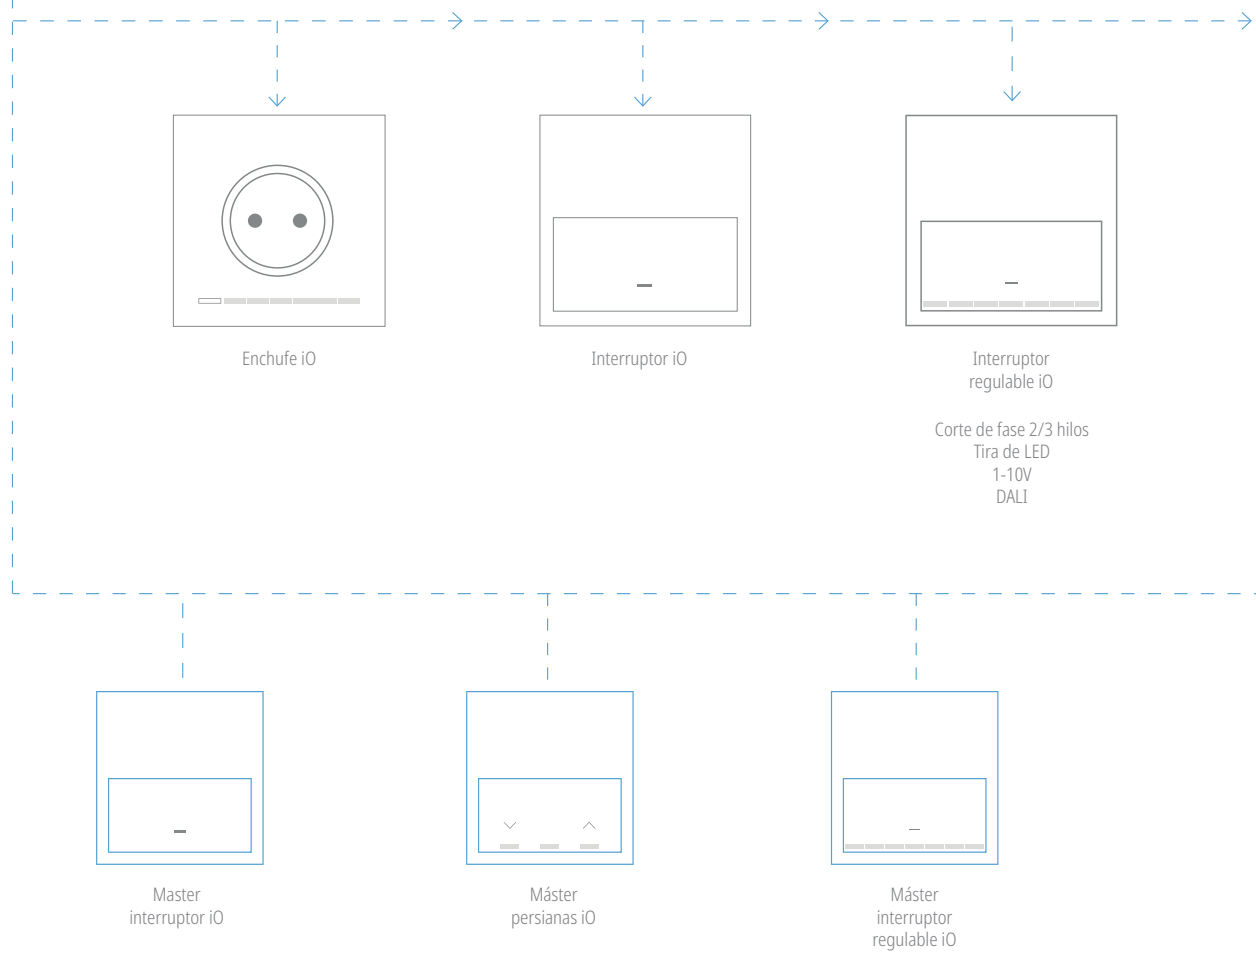 Enchufe iO
Interruptor iO
Interruptor
regulable iO
Corte de fase 2/3 hilos
Tira de LED
1-10V
DALI
Master
interruptor iO
Máster
persianas iO
Máster
interruptor
regulable iO